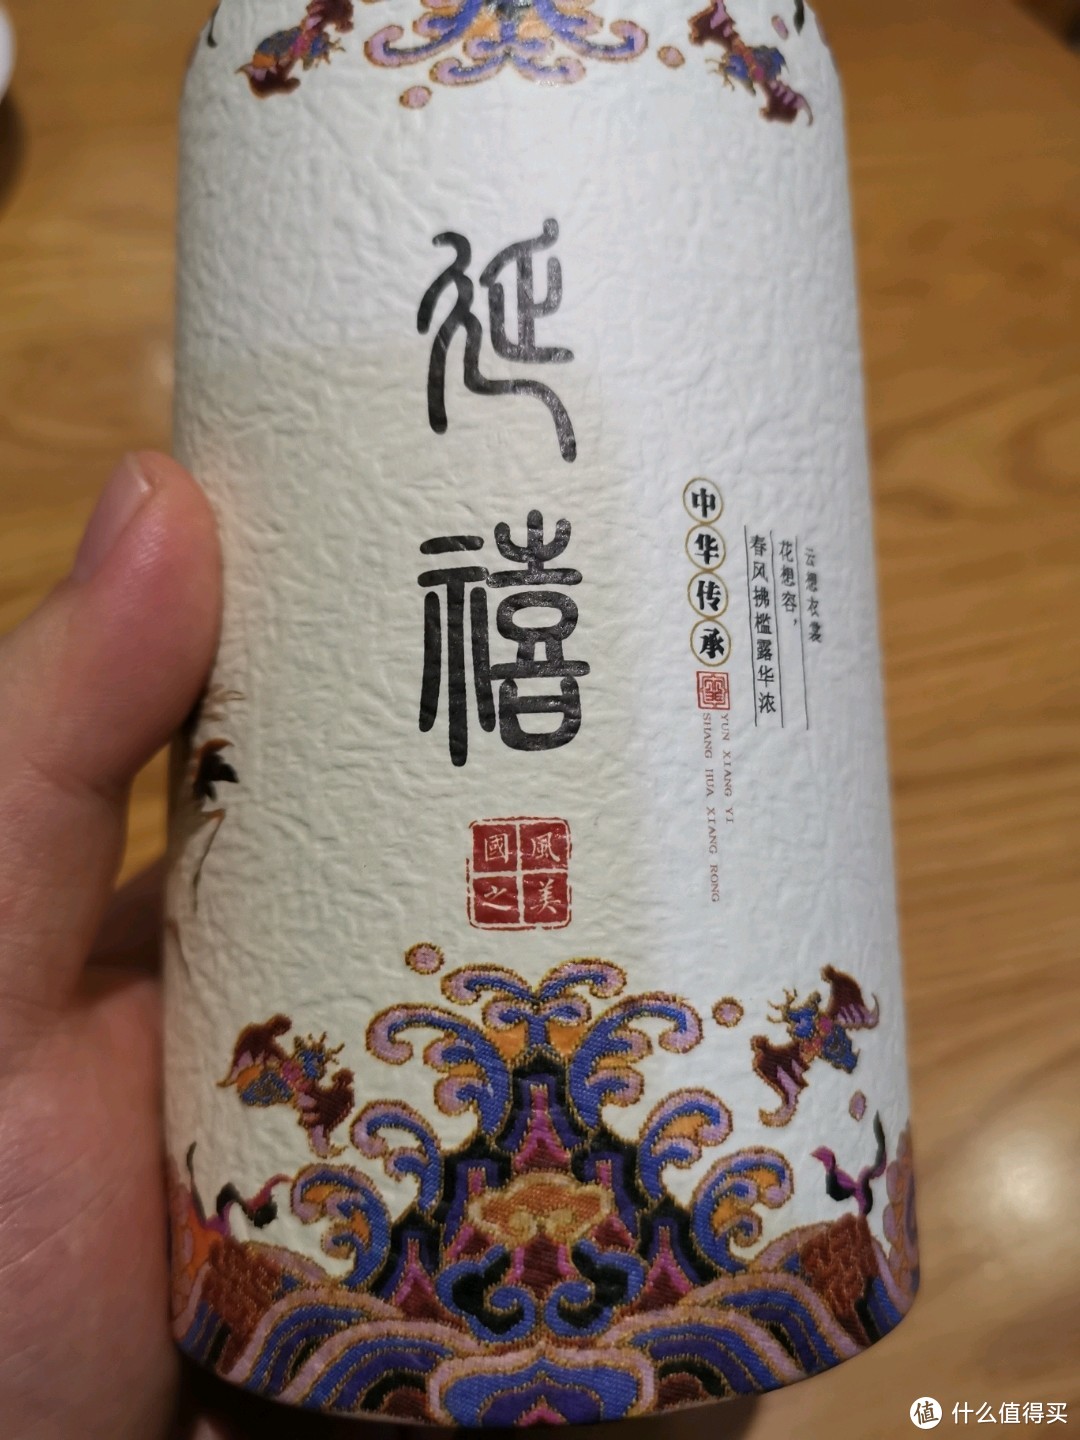 延禧
國風
之美
中华传承
云想衣裳
花想容，
春风拂槛露华浓
YUN XIANG YI
SHANG HUA XIANG RONG
值 什么值得买